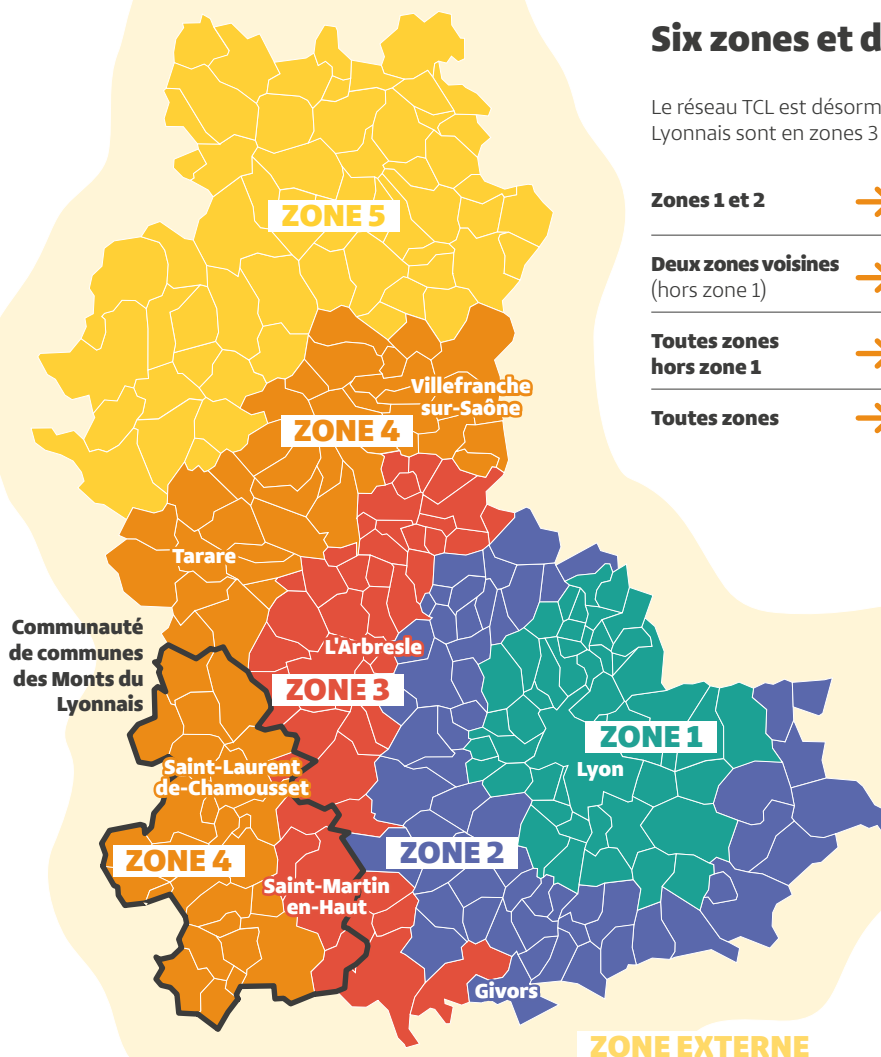 Six zones et d
Le réseau TCL est désorm
Lyonnais sont en zones 3
Zones 1 et 2
Deux zones voisines
(hors zone 1)
Toutes zones
hors zone 1
Toutes zones
ZONE 5
Villefranche
sur-Saône
ZONE 4
Tarare
Communauté
de communes
des Monts du
Lyonnais
L'Arbresle
ZONE 3
ZONE 1
Lyon
Saint-Laurent
de-Chamousset
ZONE 4
ZONE 2
Saint-Martin
en-Haut
Givors
ZONE EXTERNE